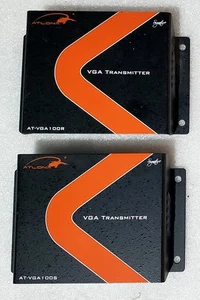 ATLONA
VGA TRANSMITTER
AT-VGA100R
ATLONA
VGA TRANSMITTER
AT-VGA100S